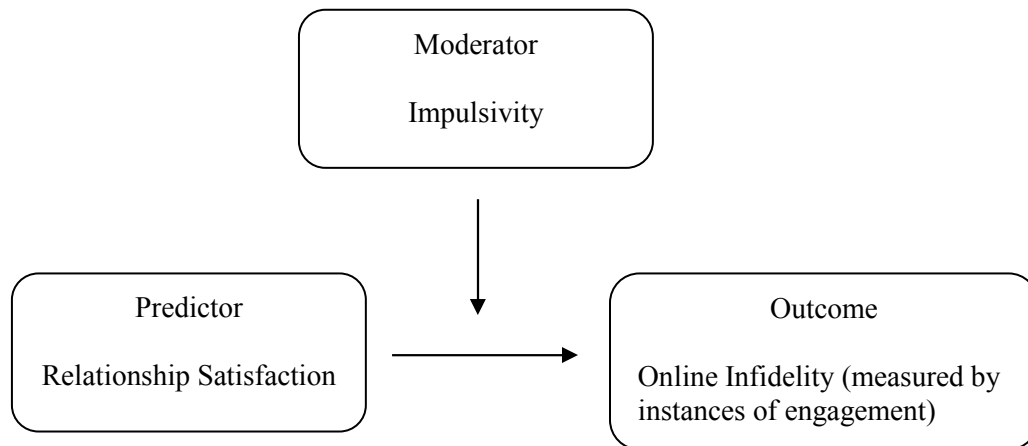 Moderator
Impulsivity
Predictor
Relationship Satisfaction
Outcome
Online Infidelity (measured by
instances of engagement)